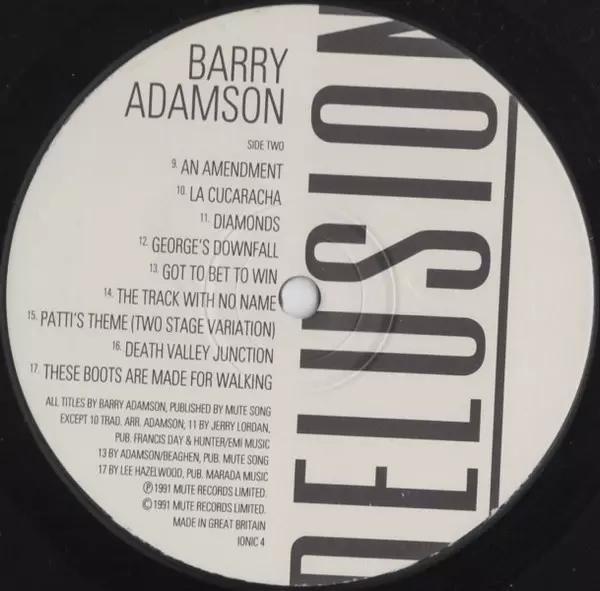 BARRY
ADAMSON
SIDE TWO
9. AN AMENDMENT
10. LA CUCARACHA
11. DIAMONDS
12. GEORGE'S DOWNFALL
13. GOT TO BET TO WIN
14. THE TRACK WITH NO NAME
15. PATTI'S THEME (TWO STAGE VARIATION)
16. DEATH VALLEY JUNCTION
17. THESE BOOTS ARE MADE FOR WALKING
ALL TITLES BY BARRY ADAMSON, PUBLISHED BY MUTE SONG
EXCEPT 10 TRAD. ARR. ADAMSON, 11 BY JERRY LORDAN,
PUB. FRANCIS DAY & HUNTER/EMI MUSIC
13 BY ADAMSON/BEAGHEN, PUB. MUTE SONG
17 BY LEE HAZELWOOD, PUB. MARADA MUSIC
℗ 1991 MUTE RECORDS LIMITED.
© 1991 MUTE RECORDS LIMITED.
MADE IN GREAT BRITAIN
IONIC 4
DELUSION